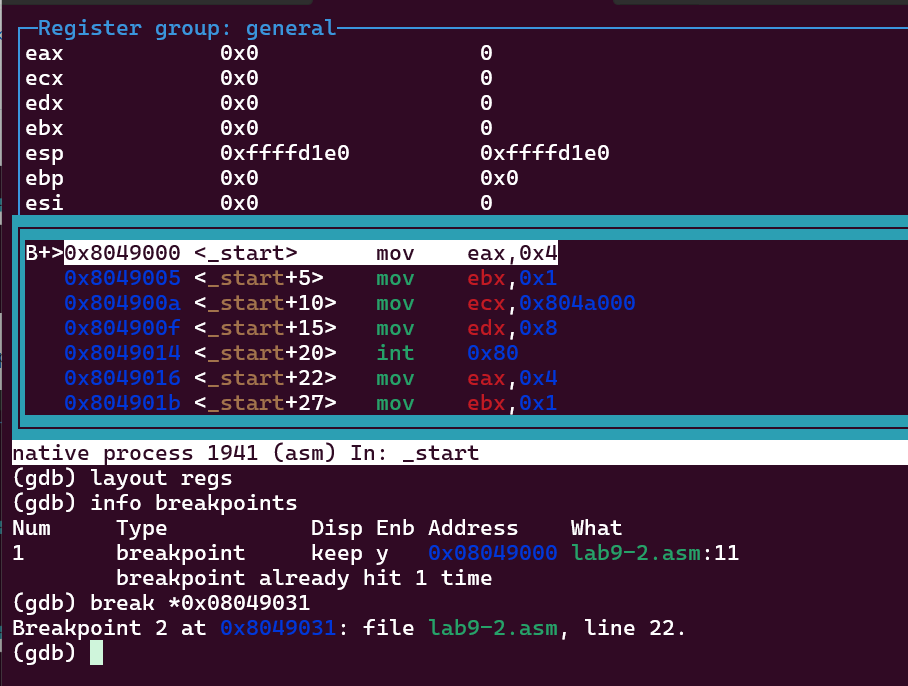 Register group: general
eax 0x0 0
ecx 0x0 0
edx 0x0 0
ebx 0x0 0
esp 0xffffd1e0 0xffffd1e0
ebp 0x0 0x0
esi 0x0 0
B+>0x8049000 <_start> mov eax,0x4
0x8049005 <_start+5> mov ebx,0x1
0x804900a <_start+10> mov ecx,0x804a000
0x804900f <_start+15> mov edx,0x8
0x8049014 <_start+20> int 0x80
0x8049016 <_start+22> mov eax,0x4
0x804901b <_start+27> mov ebx,0x1
native process 1941 (asm) In: _start
(gdb) layout regs
(gdb) info breakpoints
Num Type Disp Enb Address What
1 breakpoint keep y 0x08049000 lab9-2.asm:11
breakpoint already hit 1 time
(gdb) break *0x08049031
Breakpoint 2 at 0x8049031: file lab9-2.asm, line 22.
(gdb)